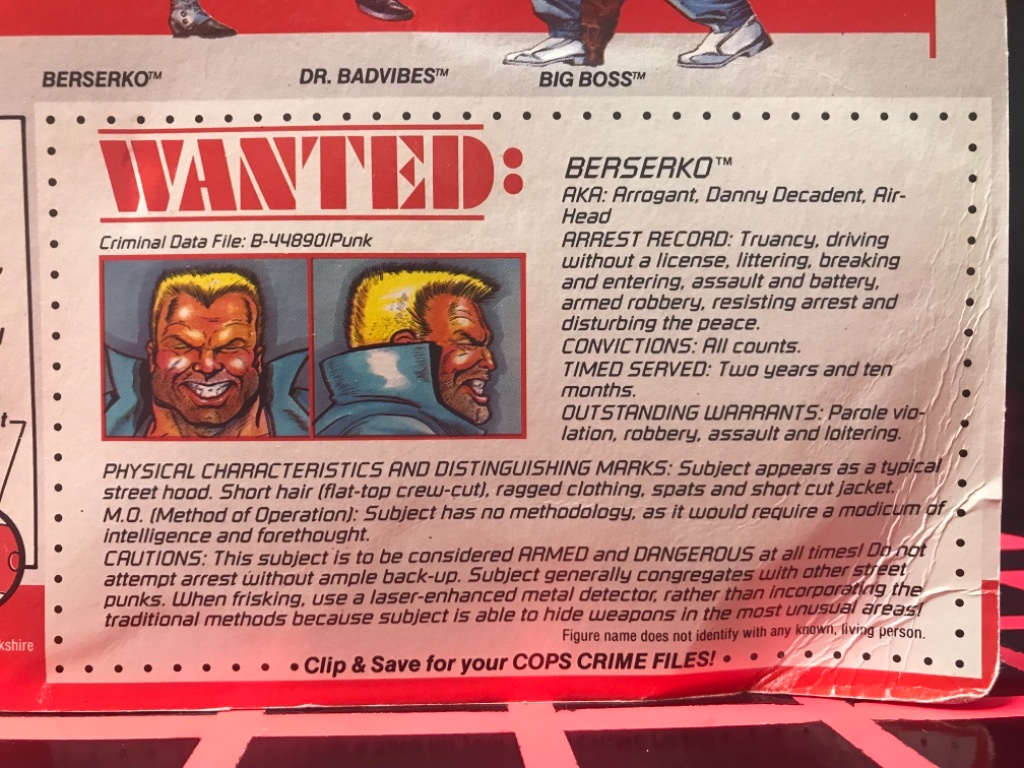 BERSERKO™
DR. BADVIBES™
BIG BOSS™
WANTED:
Criminal Data File: B-44890/Punk
BERSERKO™
AKA: Arrogant, Danny Decadent, Air-
Head
ARREST RECORD: Truancy, driving
without a license, littering, breaking
and entering, assault and battery,
armed robbery, resisting arrest and
disturbing the peace.
CONVICTIONS: All counts.
TIMED SERVED: Two years and ten
months.
OUTSTANDING WARRANTS: Parole vio-
lation, robbery, assault and loitering.
PHYSICAL CHARACTERISTICS AND DISTINGUISHING MARKS: Subject appears as a typical
street hood. Short hair (flat-top crew-cut), ragged clothing, spats and short cut jacket.
M.O. (Method of Operation): Subject has no methodology, as it would require a modicum of
intelligence and forethought.
CAUTIONS: This subject is to be considered ARMED and DANGEROUS at all times! Do not
attempt arrest without ample back-up. Subject generally congregates with other street
punks. When frisking, use a laser-enhanced metal detector, rather than incorporating the
traditional methods because subject is able to hide weapons in the most unusual areas!
Figure name does not identify with any known, living person.
Clip & Save for your COPS CRIME FILES!